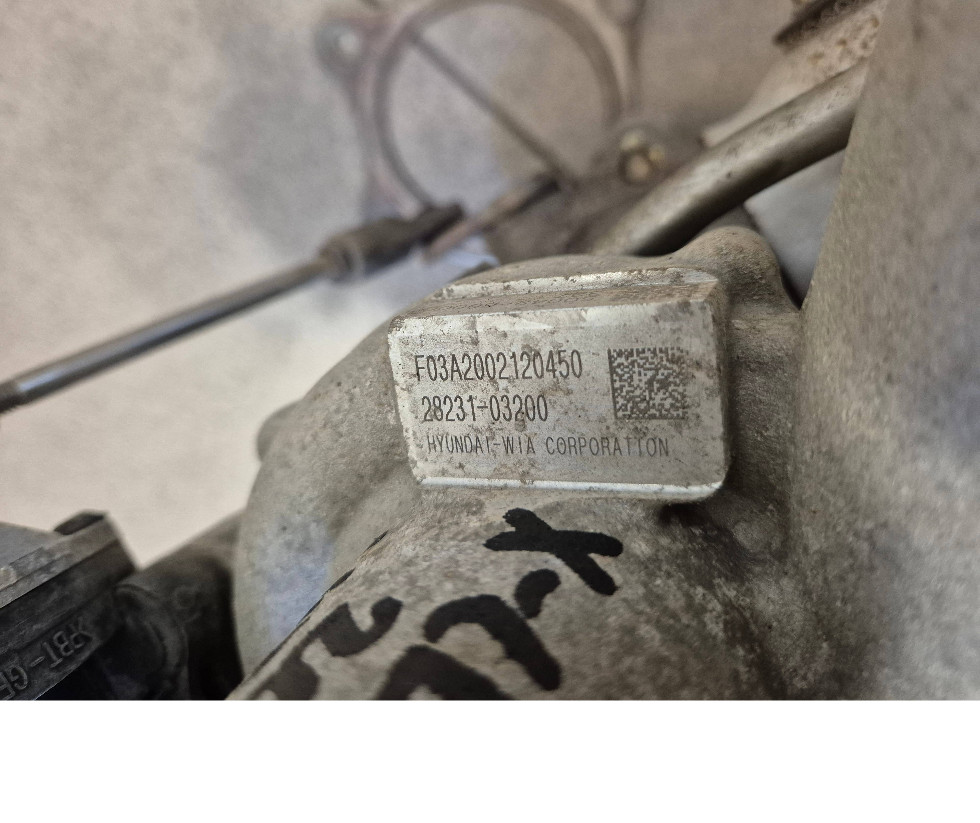 F03A2002120450
28231-03200
HYUNDAI-WIA CORPORATION